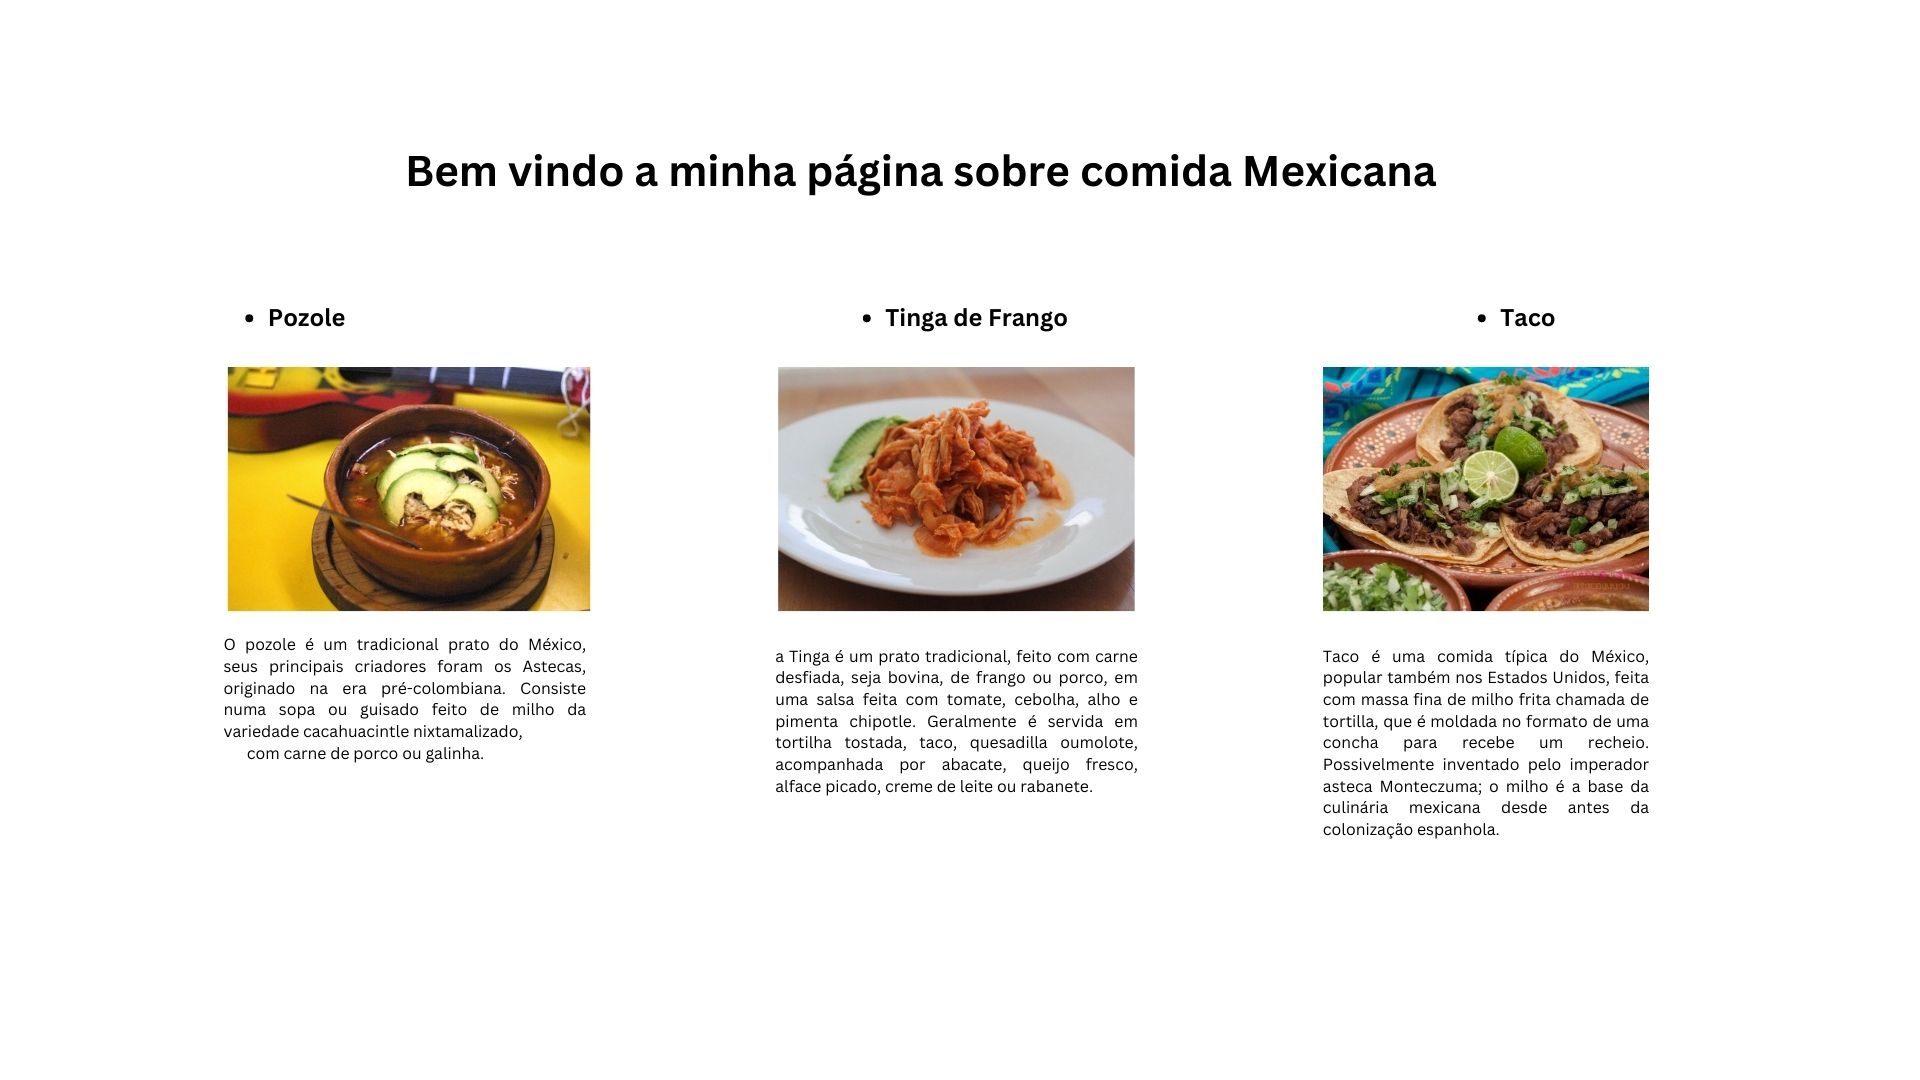 Bem vindo a minha página sobre comida Mexicana
• Pozole
O pozole é um tradicional prato do México,
seus principais criadores foram os Astecas,
originado na era pré-colombiana. Consiste
numa sopa ou guisado feito de milho da
variedade cacahuacintle nixtamalizado,
com carne de porco ou galinha.
• Tinga de Frango
a Tinga é um prato tradicional, feito com carne
desfiada, seja bovina, de frango ou porco, em
uma salsa feita com tomate, cebolha, alho e
pimenta chipotle. Geralmente é servida em
tortilha tostada, taco, quesadilla oumolote,
acompanhada por abacate, queijo fresco,
alface picado, creme de leite ou rabanete.
• Taco
Taco é uma comida típica do México,
popular também nos Estados Unidos, feita
com massa fina de milho frita chamada de
tortilla, que é moldada no formato de uma
concha para recebe um recheio.
Possivelmente inventado pelo imperador
asteca Monteczuma; o milho é a base da
culinária mexicana desde antes da
colonização espanhola.